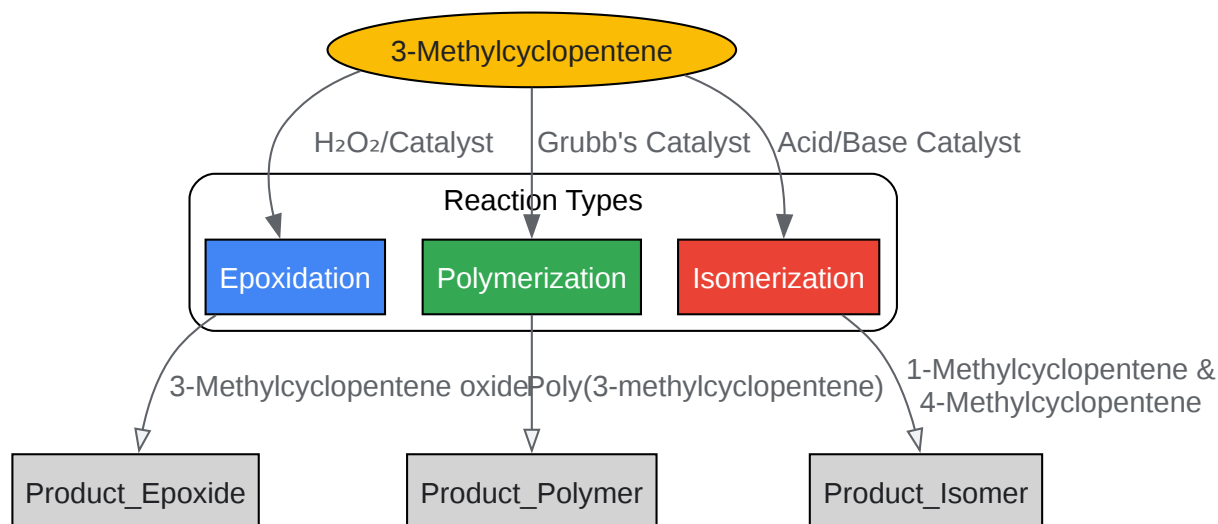 3-Methylcyclopentene
H₂O₂/Catalyst
Grubb's Catalyst
Acid/Base Catalyst
Reaction Types
Epoxidation
Polymerization
Isomerization
3-Methylcyclopentene oxide
Poly(3-methylcyclopentene)
1-Methylcyclopentene &
4-Methylcyclopentene
Product_Epoxide
Product_Polymer
Product_Isomer